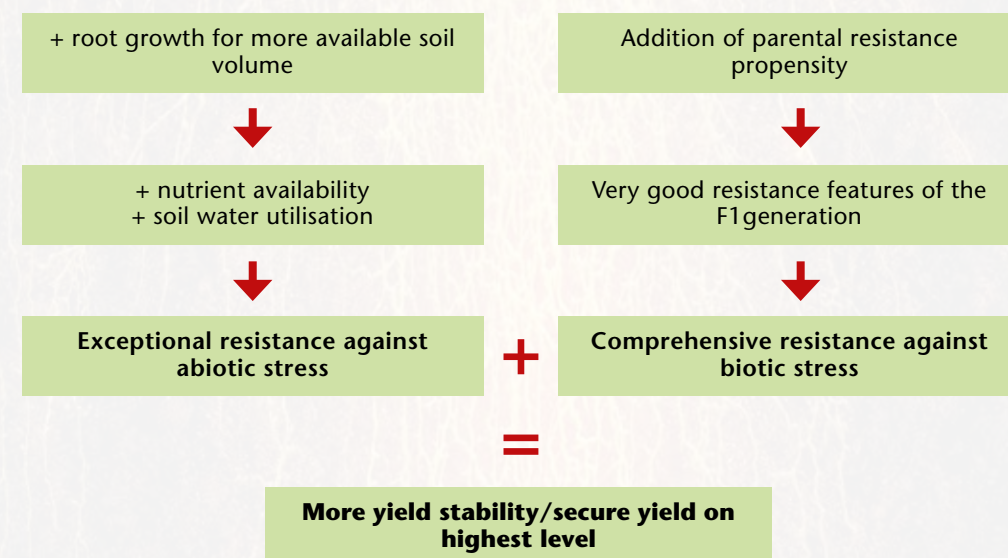 + root growth for more available soil
volume
+ nutrient availability
+ soil water utilisation
Exceptional resistance against
abiotic stress
+
Addition of parental resistance
propensity
Very good resistance features of the
F1generation
Comprehensive resistance against
biotic stress
=
More yield stability/secure yield on
highest level